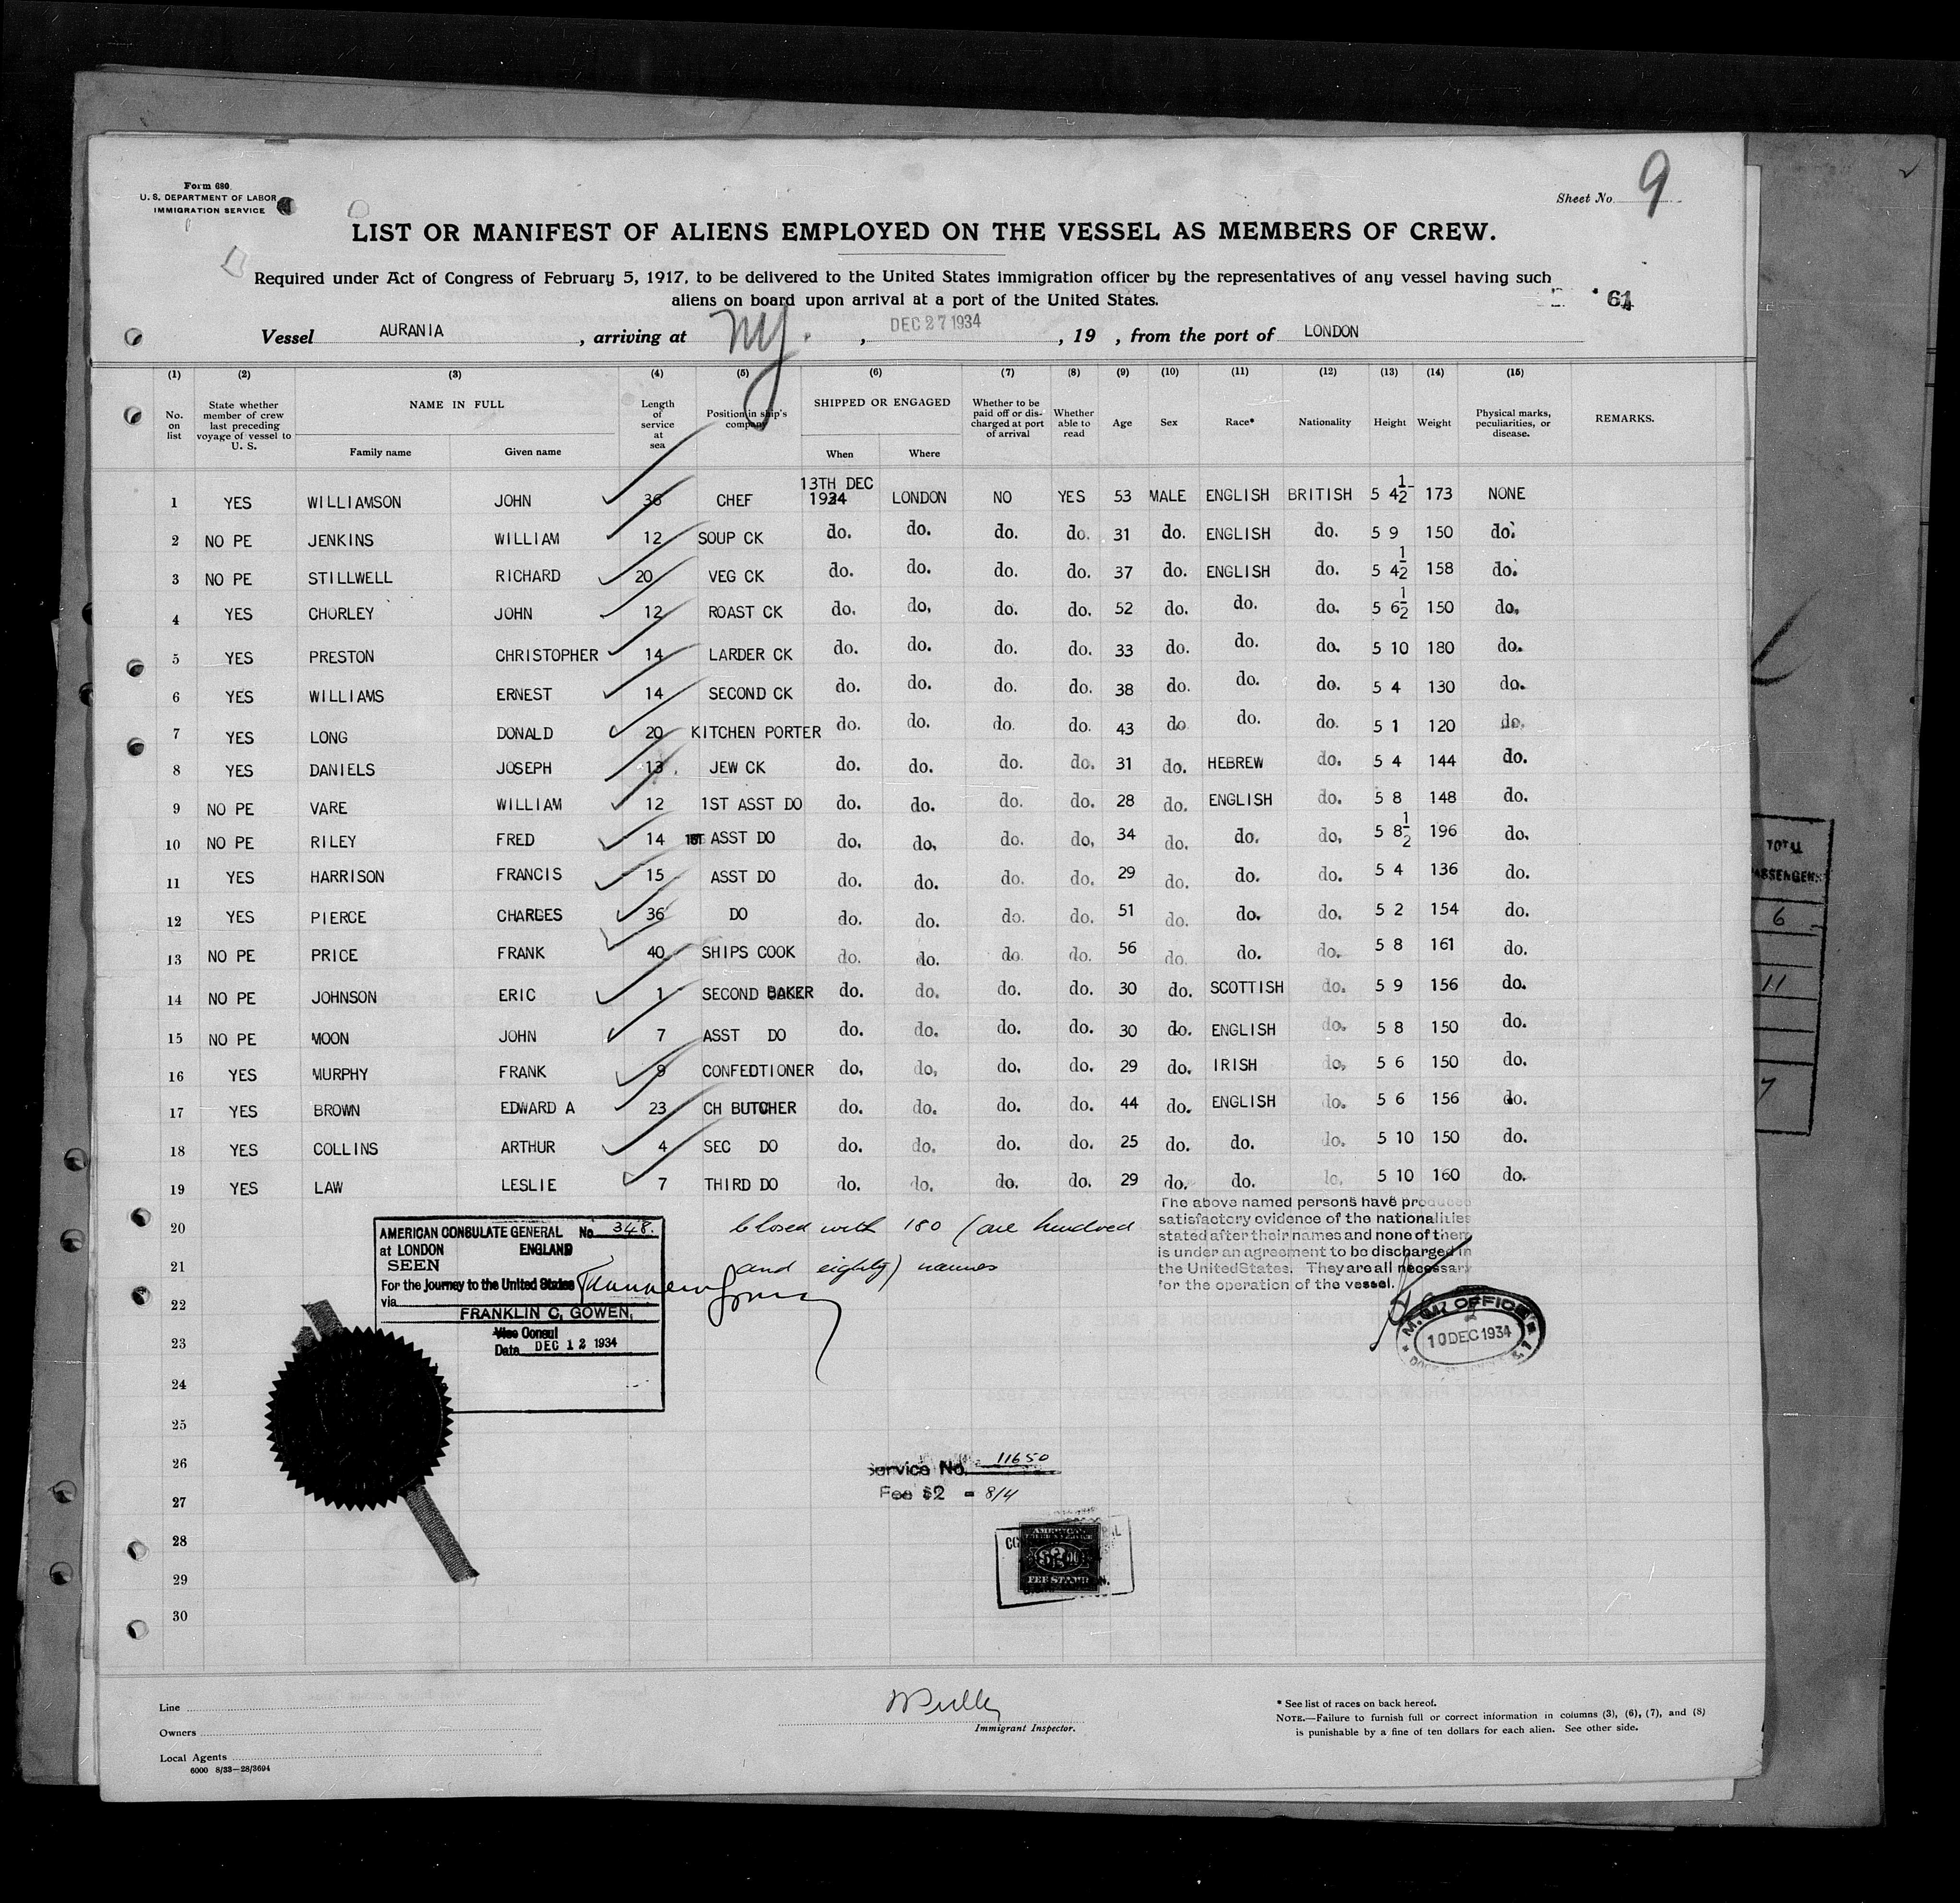 Form 680
U. S. DEPARTMENT OF LABOR
IMMIGRATION SERVICE
Sheet No. 9
LIST OR MANIFEST OF ALIENS EMPLOYED ON THE VESSEL AS MEMBERS OF CREW.
Required under Act of Congress of February 5, 1917, to be delivered to the United States immigration officer by the representatives of any vessel having such
aliens on board upon arrival at a port of the United States.
61
Vessel AURANIA , arriving at NY. , DEC 27 1934 , 19 , from the port of LONDON
(1) (2) (3) (4) (5) (6) (7) (8) (9) (10) (11) (12) (13) (14) (15)
No. on list State whether member of crew last preceding voyage of vessel to U. S. NAME IN FULL Family name Given name Length of service at sea Position in ship's company SHIPPED OR ENGAGED When Where Whether to be paid off or discharged at port of arrival Whether able to read Age Sex Race* Nationality Height Weight Physical marks, peculiarities, or disease. REMARKS.
1 YES WILLIAMSON JOHN 36 CHEF 13TH DEC 1934 LONDON NO YES 53 MALE ENGLISH BRITISH 5 4½ 173 NONE
2 NO PE JENKINS WILLIAM 12 SOUP CK do. do. do. do. 31 do. ENGLISH do. 5 9 150 do.
3 NO PE STILLWELL RICHARD 20 VEG CK do. do. do. do. 37 do. ENGLISH do. 5 4½ 158 do.
4 YES CHORLEY JOHN 12 ROAST CK do. do. do. do. 52 do. do. do. 5 6½ 150 do.
5 YES PRESTON CHRISTOPHER 14 LARDER CK do. do. do. do. 33 do. do. do. 5 10 180 do.
6 YES WILLIAMS ERNEST 14 SECOND CK do. do. do. do. 38 do. do. do. 5 4 130 do.
7 YES LONG DONALD 20 KITCHEN PORTER do. do. do. do. 43 do do. do. 5 1 120 do.
8 YES DANIELS JOSEPH 13 JEW CK do. do. do. do. 31 do. HEBREW do. 5 4 144 do.
9 NO PE VARE WILLIAM 12 1ST ASST DO do. do. do. do. 28 do. ENGLISH do. 5 8 148 do.
10 NO PE RILEY FRED 14 1ST ASST DO do. do. do. do. 34 do. do. do. 5 8½ 196 do.
11 YES HARRISON FRANCIS 15 ASST DO do. do. do. do. 29 do. do. do. 5 4 136 do.
12 YES PIERCE CHARLES 36 DO do. do. do. do. 51 do. do. do. 5 2 154 do.
13 NO PE PRICE FRANK 40 SHIPS COOK do. do. do. do. 56 do. do. do. 5 8 161 do.
14 NO PE JOHNSON ERIC 1 SECOND BAKER do. do. do. do. 30 do. SCOTTISH do. 5 9 156 do.
15 NO PE MOON JOHN 7 ASST DO do. do. do. do. 30 do. ENGLISH do. 5 8 150 do.
16 YES MURPHY FRANK 9 CONFECTIONER do. do. do. do. 29 do. IRISH do. 5 6 150 do.
17 YES BROWN EDWARD A 23 CH BUTCHER do. do. do. do. 44 do. ENGLISH do. 5 6 156 do.
18 YES COLLINS ARTHUR 4 SEC DO do. do. do. do. 25 do. do. do. 5 10 150 do.
19 YES LAW LESLIE 7 THIRD DO do. do. do. do. 29 do. do. do. 5 10 160 do.
20
21
22
23
24
25
26
27
28
29
30
AMERICAN CONSULATE GENERAL No. 348.
at LONDON ENGLAND
SEEN
For the journey to the United States
via
FRANKLIN C. GOWEN,
Vice Consul
Date DEC 12 1934
Closed with 180 (one hundred
and eighty) names
The above named persons have produced
satisfactory evidence of the nationalities
stated after their names and none of them
is under an agreement to be discharged in
the United States. They are all necessary
for the operation of the vessel.
M.M. OFFICE
10 DEC 1934
Service No. 11650
Fee $2 = 8/4
AMERICAN
FEE STAMP
TOTAL
PASSENGERS
6
11
7
Line
Owners
Local Agents
6000 8/33—28/3694
Immigrant Inspector.
* See list of races on back hereof.
NOTE.—Failure to furnish full or correct information in columns (3), (6), (7), and (8)
is punishable by a fine of ten dollars for each alien. See other side.